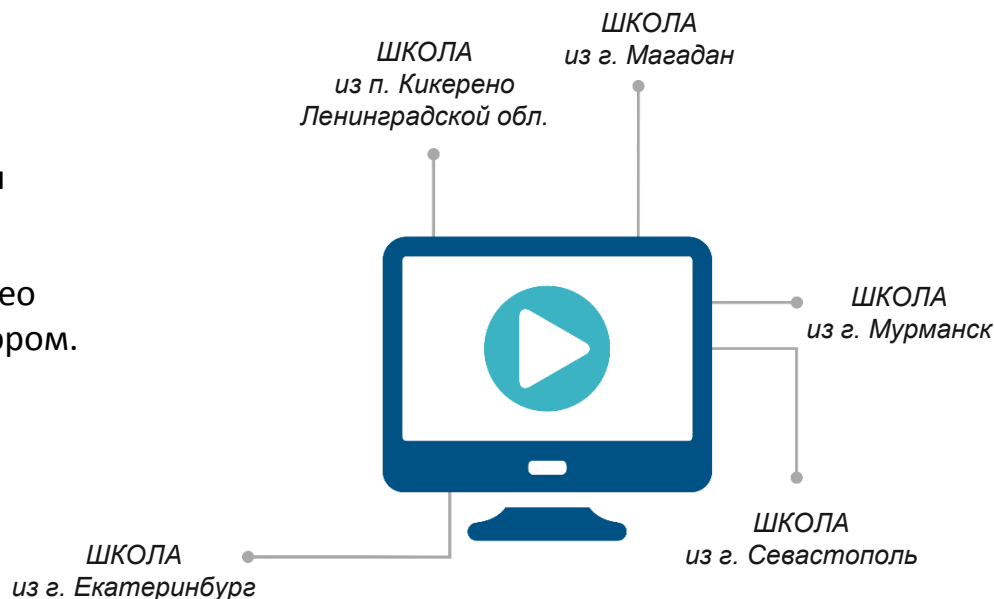 ШКОЛА
из г. Магадан
ШКОЛА
из п. Кикерено
Ленинградской обл.
ШКОЛА
из г. Мурманск
ШКОЛА
из г. Севастополь
ШКОЛА
из г. Екатеринбург